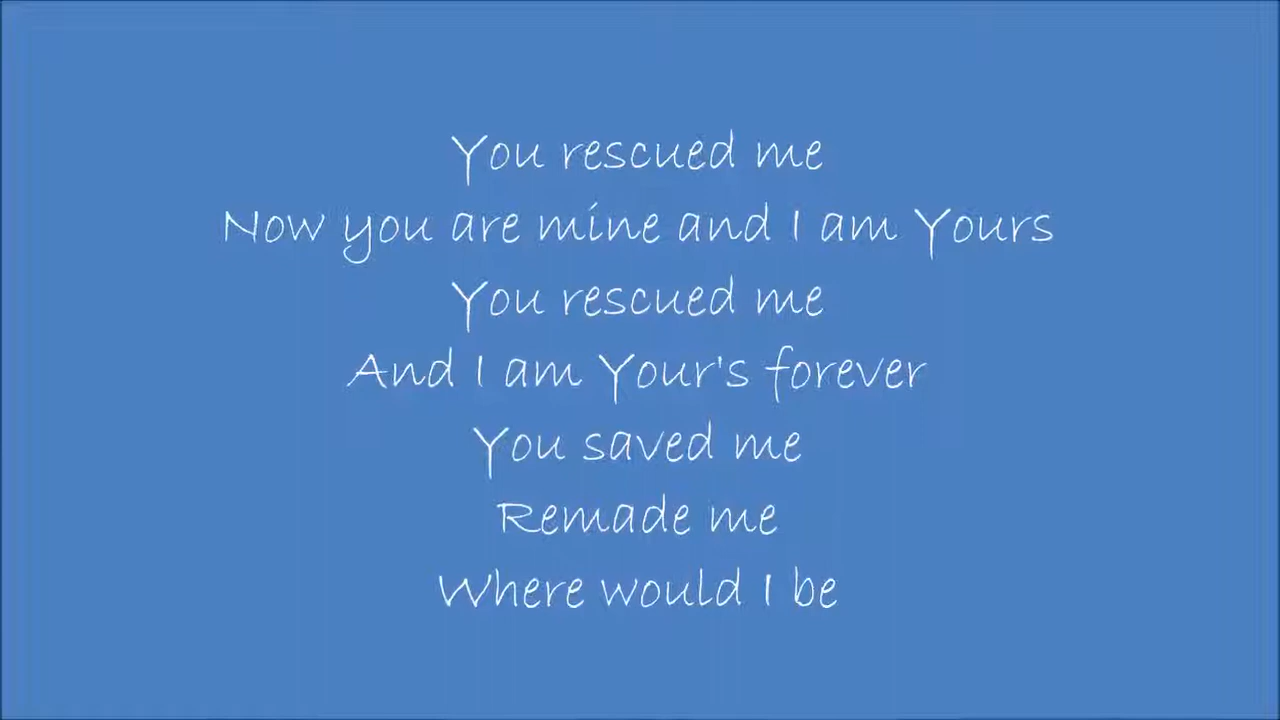 You rescued me
Now you are mine and I am Yours
You rescued me
And I am Your's forever
You saved me
Remade me
Where would I be